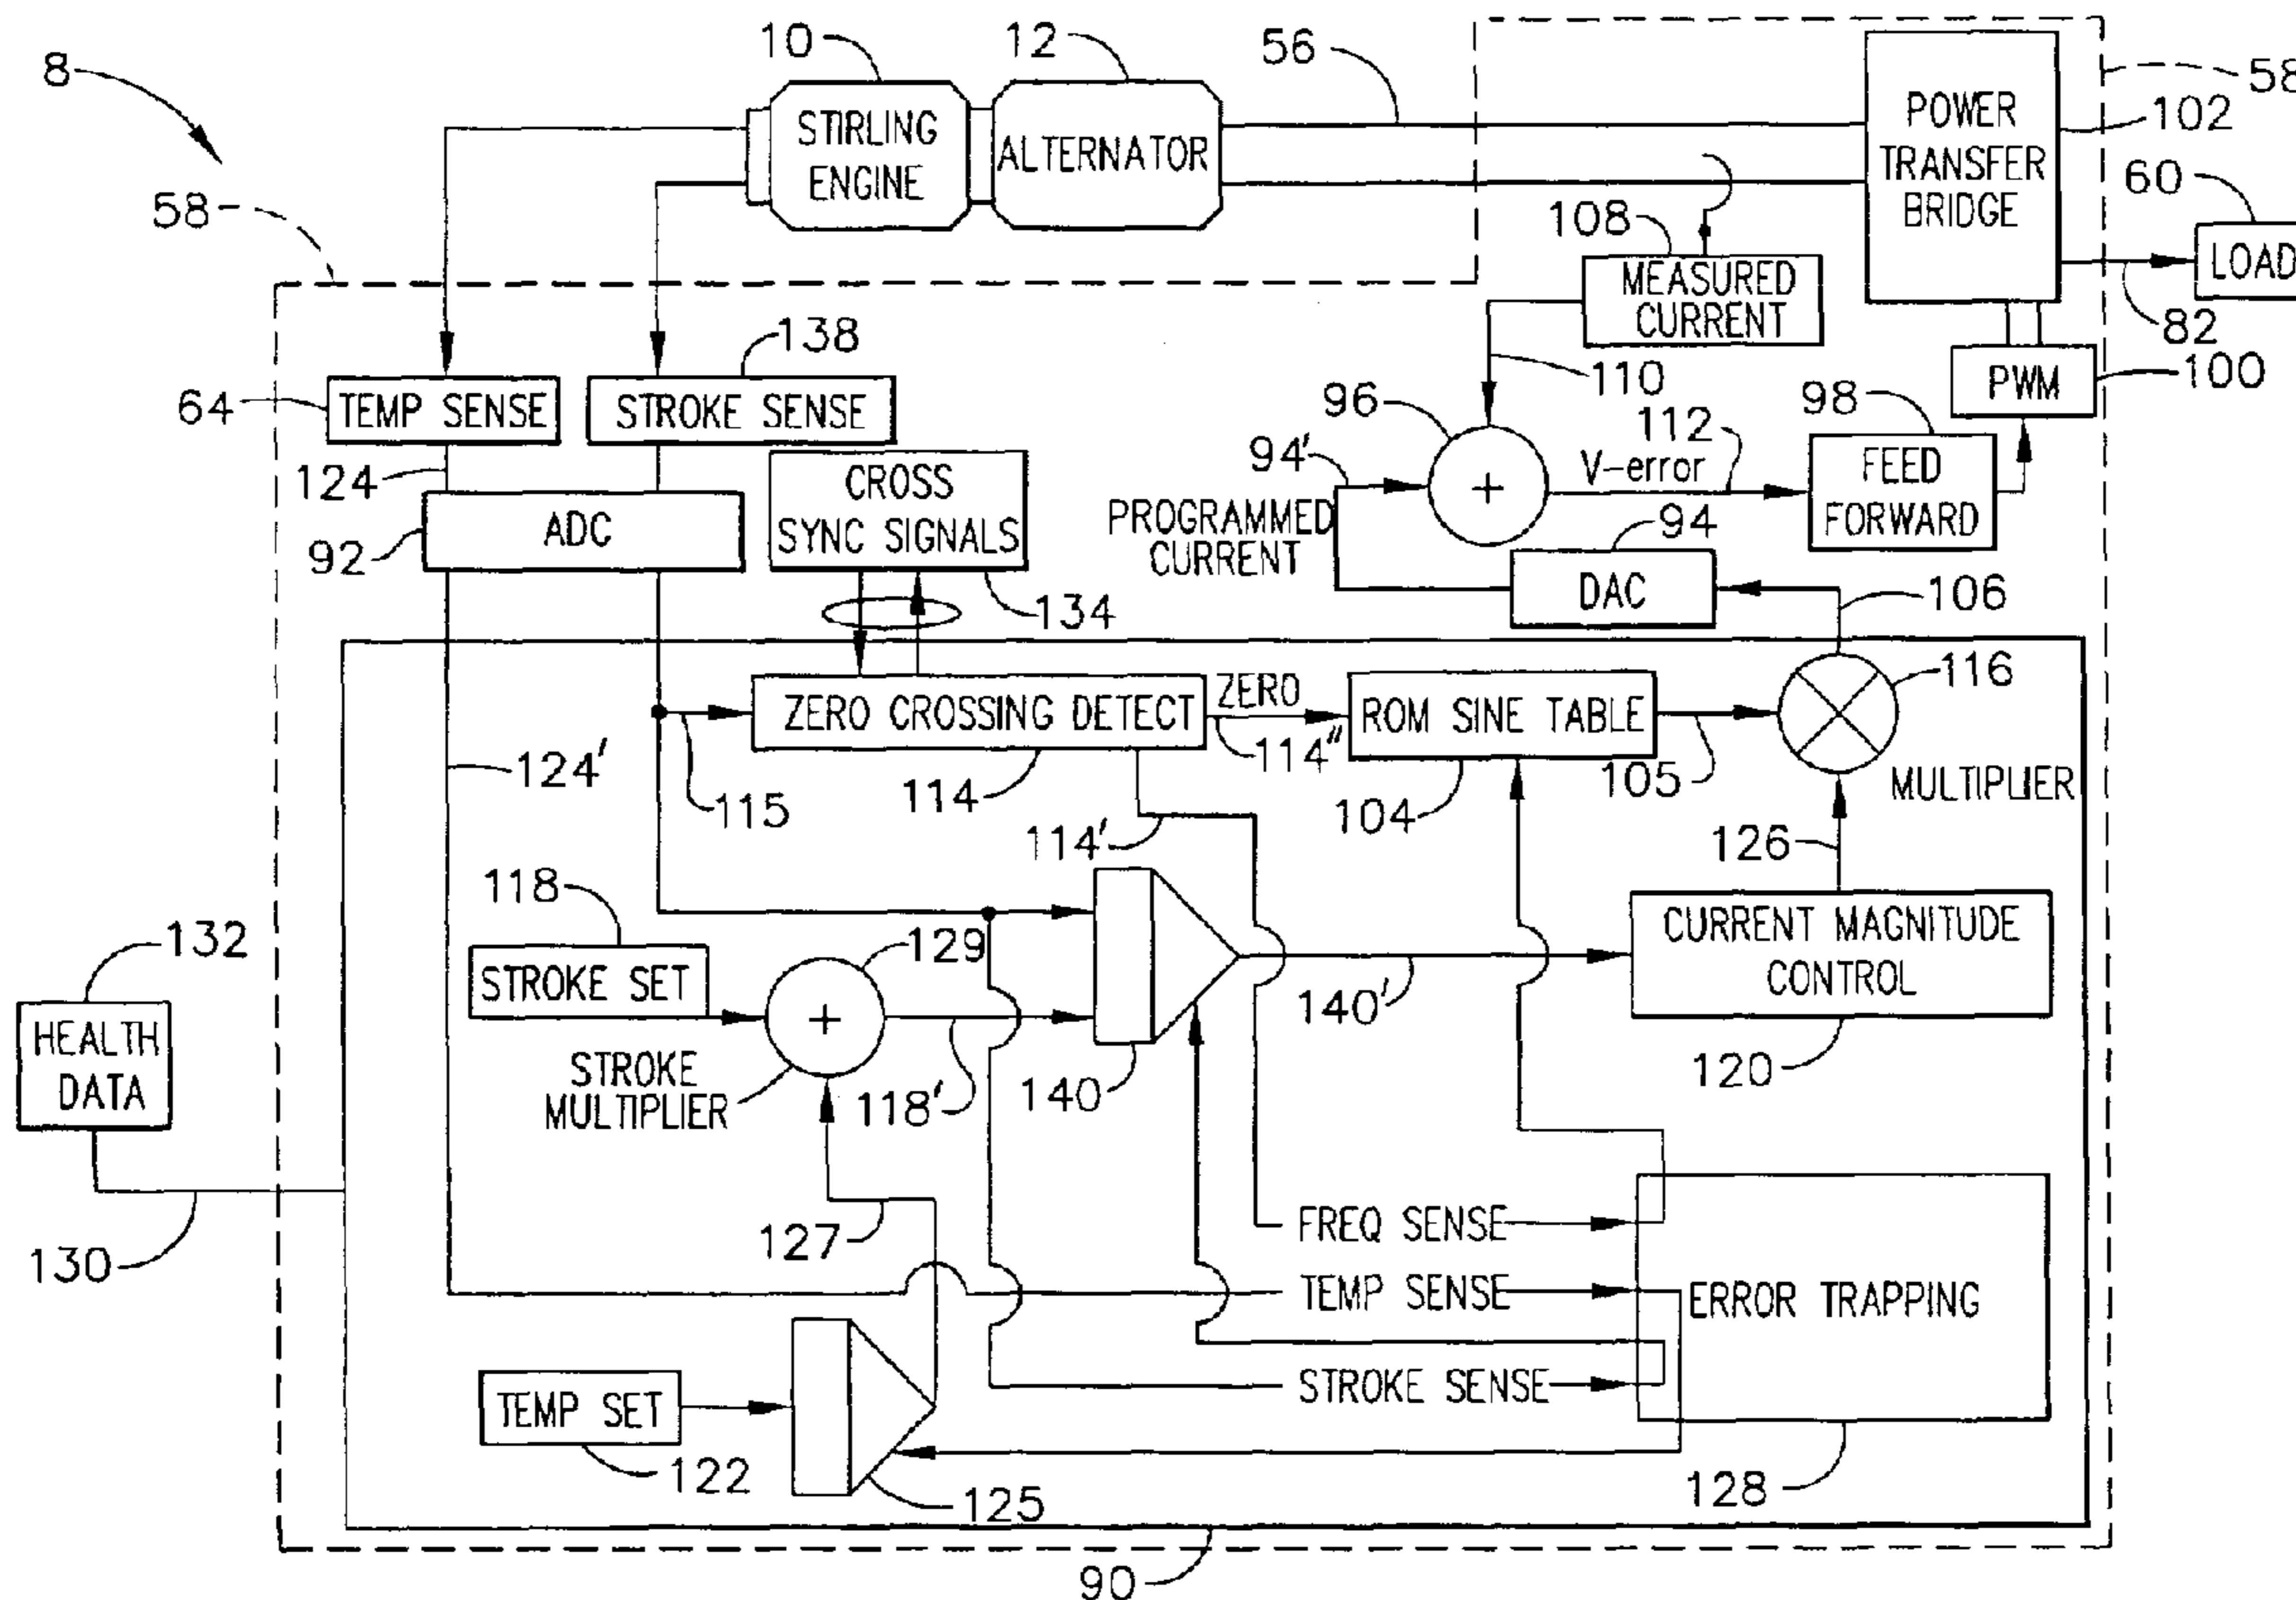 8
10
12
56
58
STIRLING
ENGINE
ALTERNATOR
POWER
TRANSFER
BRIDGE
102
60
LOAD
82
58
108
MEASURED
CURRENT
110
PWM
100
138
64
TEMP SENSE
STROKE SENSE
124
ADC
92
CROSS
SYNC SIGNALS
134
96
+
94'
PROGRAMMED
CURRENT
112
V-error
98
FEED
FORWARD
94
DAC
106
ZERO CROSSING DETECT
ZERO
114"
ROM SINE TABLE
105
116
MULTIPLIER
124'
115
114
114'
104
126
118
STROKE SET
129
+
STROKE
MULTIPLIER
118'
140
140'
CURRENT MAGNITUDE
CONTROL
120
132
HEALTH
DATA
130
127
FREQ SENSE
TEMP SENSE
STROKE SENSE
ERROR TRAPPING
128
TEMP SET
122
125
90